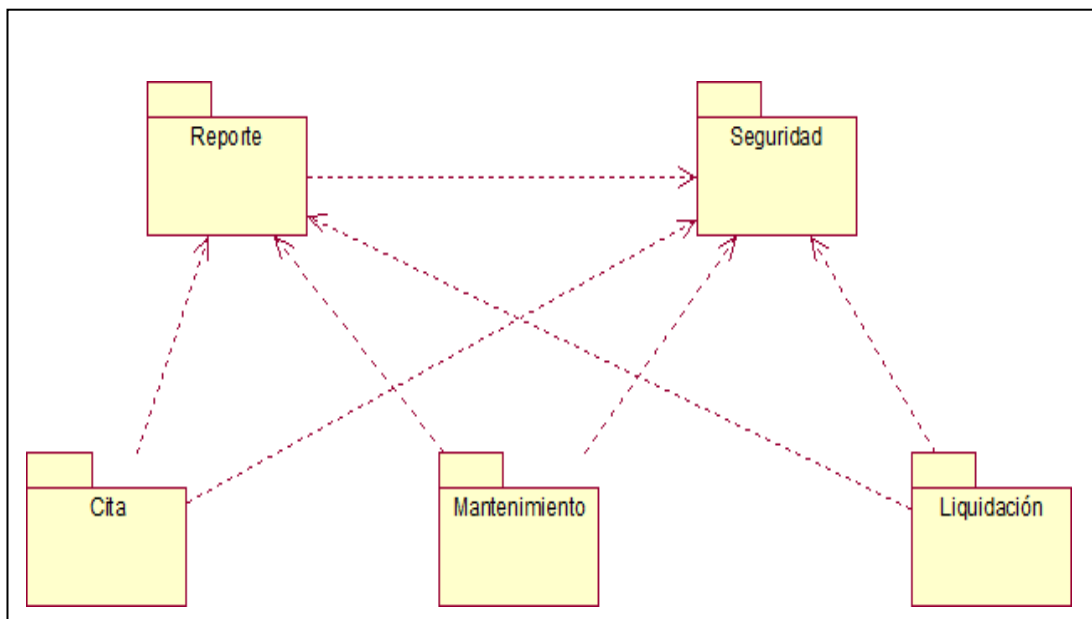 Reporte
Seguridad
Cita
Mantenimiento
Liquidación